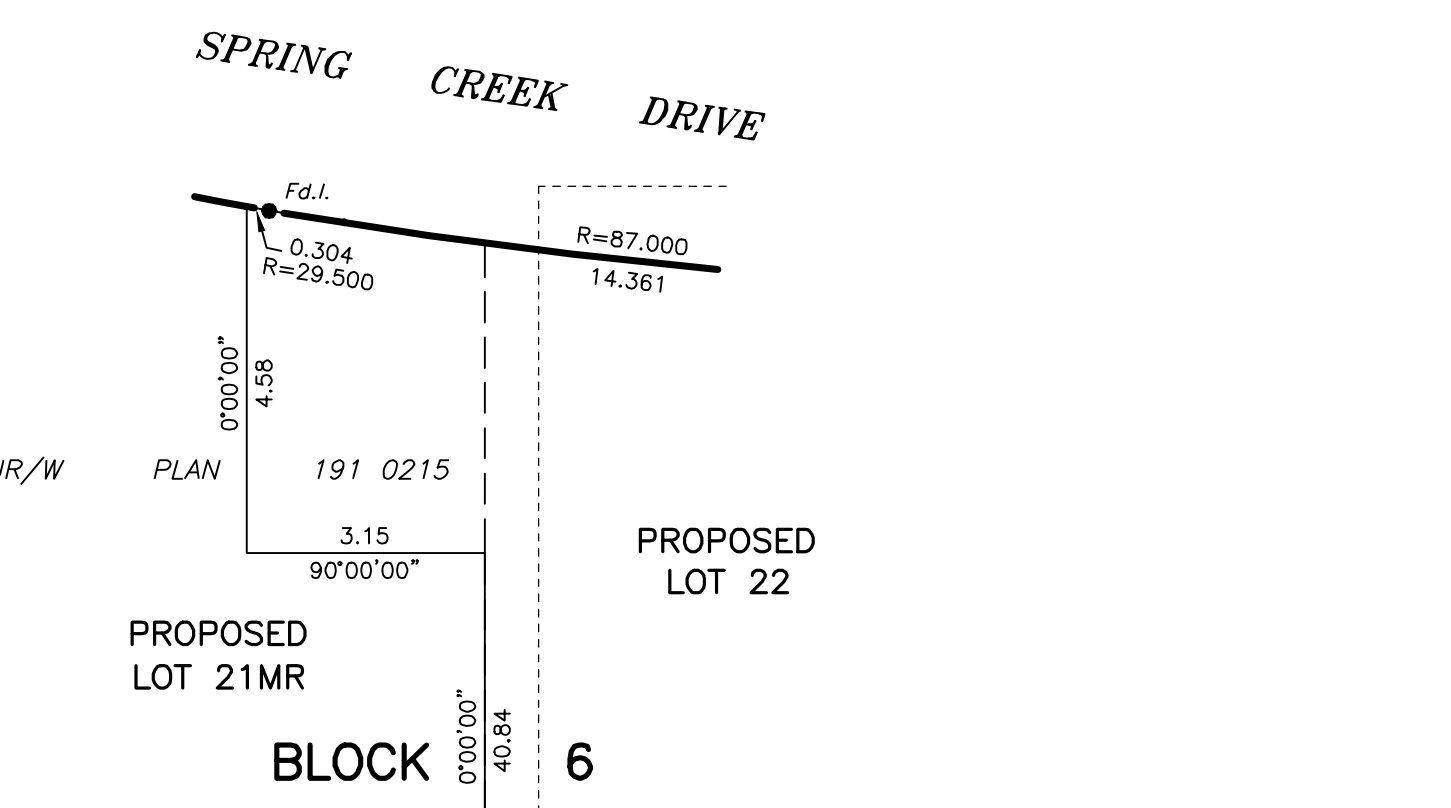 SPRING CREEK DRIVE
Fd.I.
0.304
R=29.500
R=87.000
14.361
0°00'00"
4.58
R/W PLAN 191 0215
3.15
90°00'00"
PROPOSED
LOT 22
PROPOSED
LOT 21MR
0°00'00"
40.84
BLOCK 6